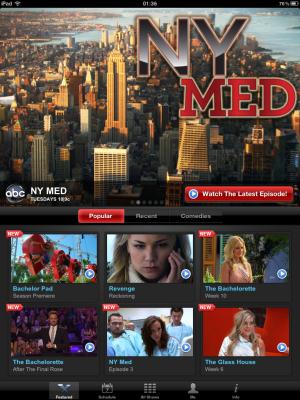 iPad
01:36
76%
NY
MED
abc
NY MED
TUESDAYS 10|9c
Watch The Latest Episode!
Popular
Recent
Comedies
NEW
NEW
Bachelor Pad
Season Premiere
Revenge
Reckoning
The Bachelorette
Week 10
NEW
NEW
NEW
The Bachelorette
After The Final Rose
NY Med
Episode 3
The Glass House
Week 6
Featured
Schedule
All Shows
Me
Info